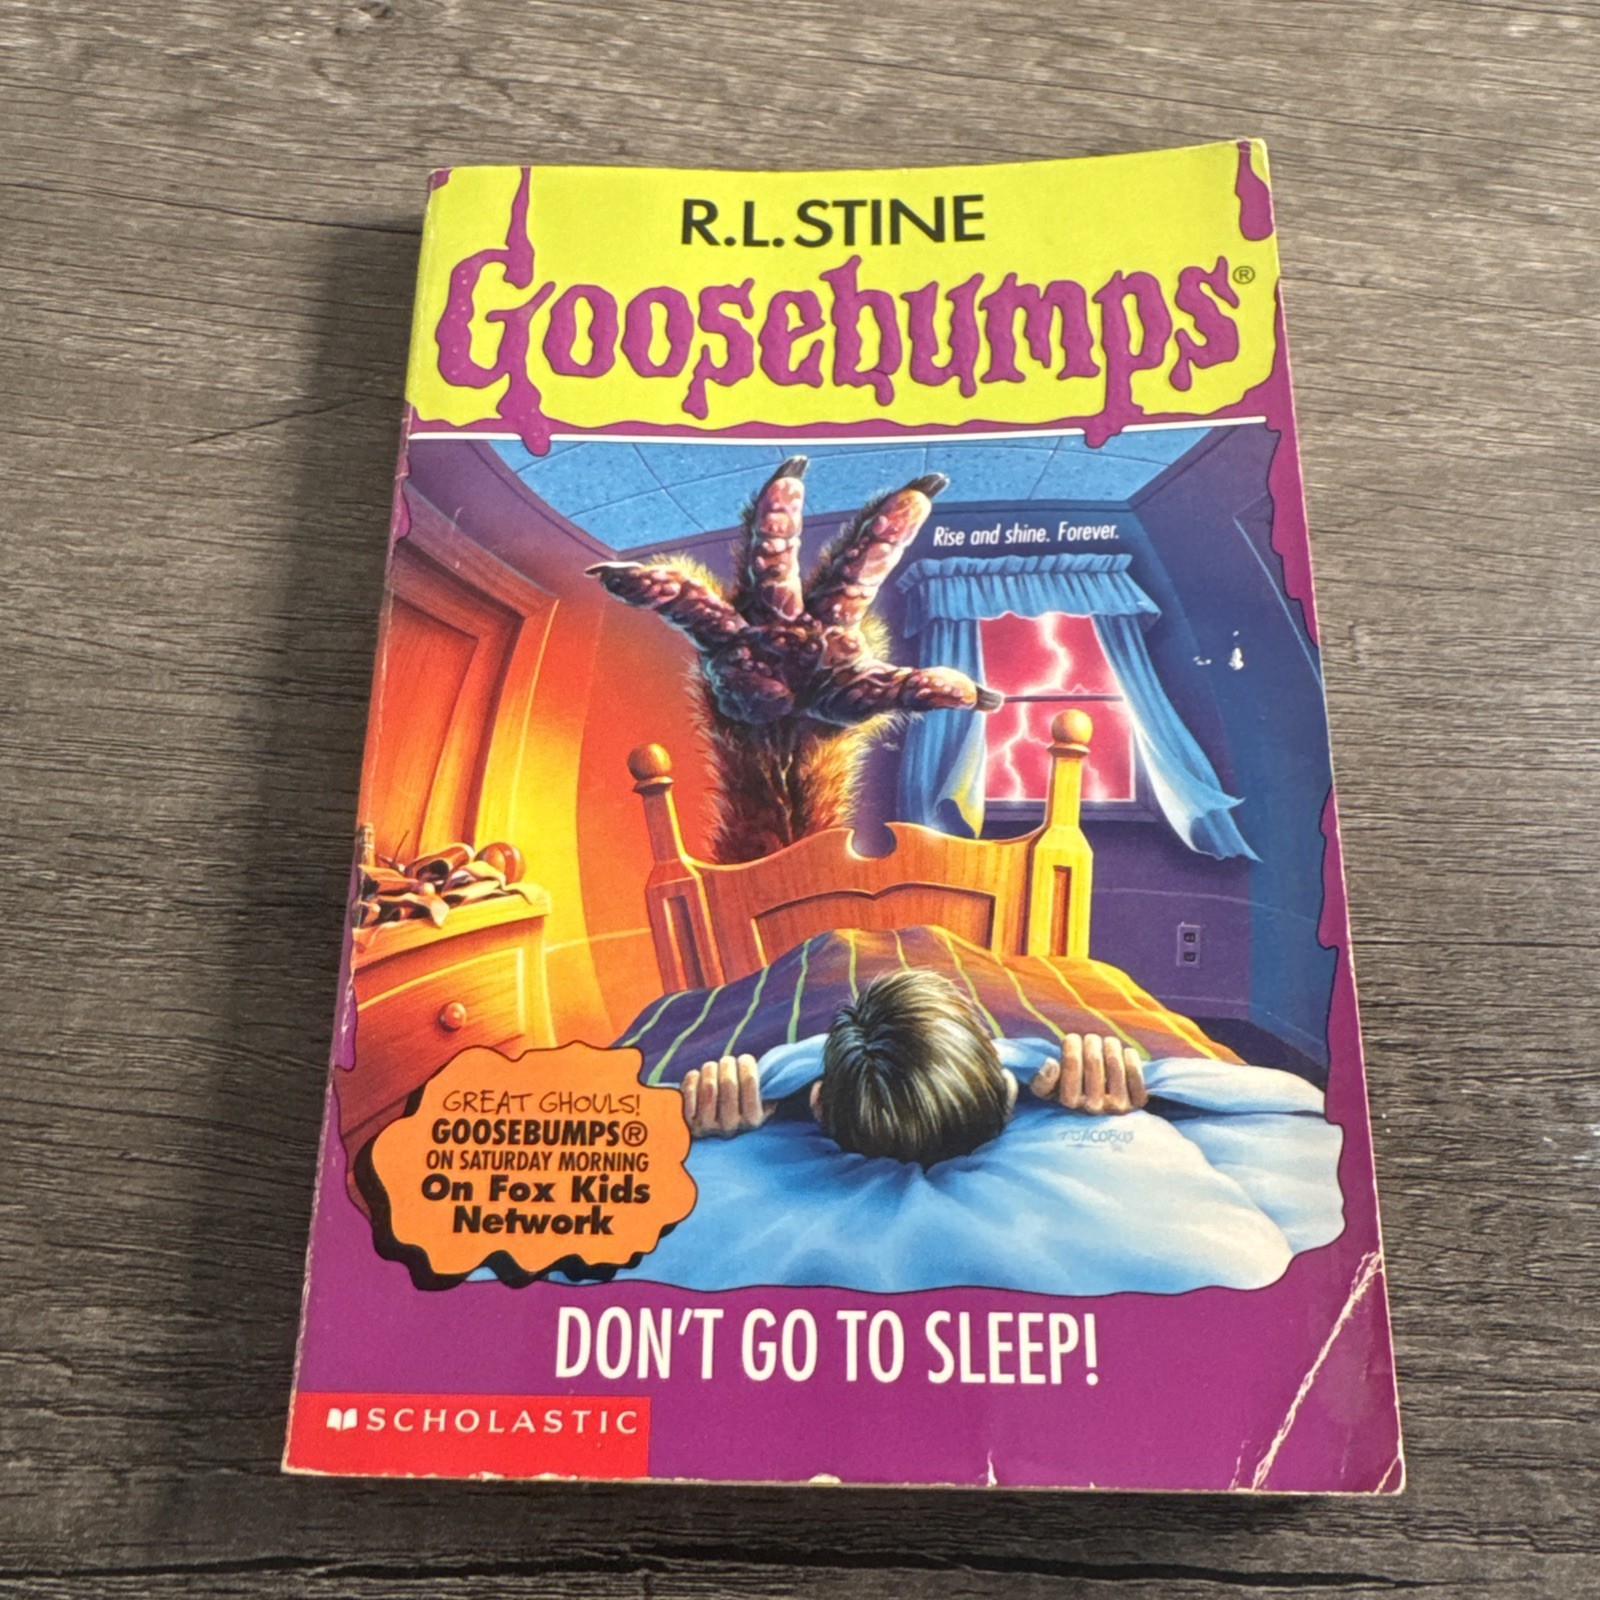 R.L. STINE
Goosebumps®
Rise and shine. Forever.
GREAT GHOULS!
GOOSEBUMPS®
ON SATURDAY MORNING
On Fox Kids
Network
DON'T GO TO SLEEP!
SCHOLASTIC